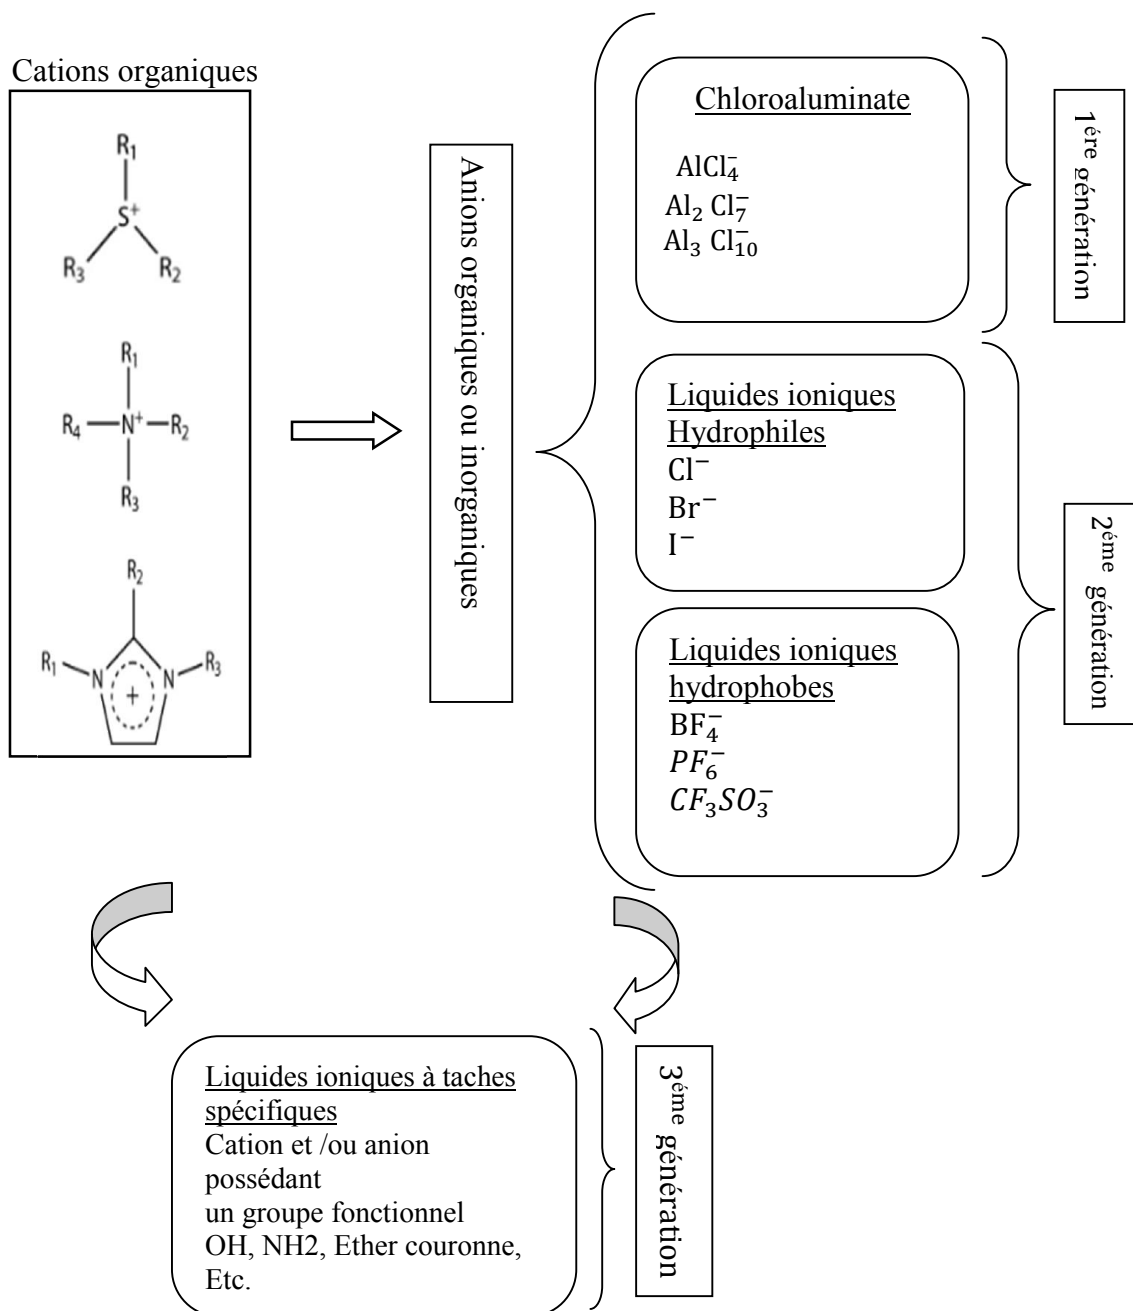 Cations organiques
R₁
S⁺
R₃
R₂
R₁
R₄
N⁺
R₂
R₃
R₂
R₁
N
N
R₃
+
Anions organiques ou inorganiques
Chloroaluminate
AlCl₄⁻
Al₂ Cl₇⁻
Al₃ Cl₁₀⁻
1ére génération
Liquides ioniques
Hydrophiles
Cl⁻
Br⁻
I⁻
Liquides ioniques
hydrophobes
BF₄⁻
PF₆⁻
CF₃SO₃⁻
2éme génération
Liquides ioniques à taches
spécifiques
Cation et /ou anion
possédant
un groupe fonctionnel
OH, NH2, Ether couronne,
Etc.
3éme génération